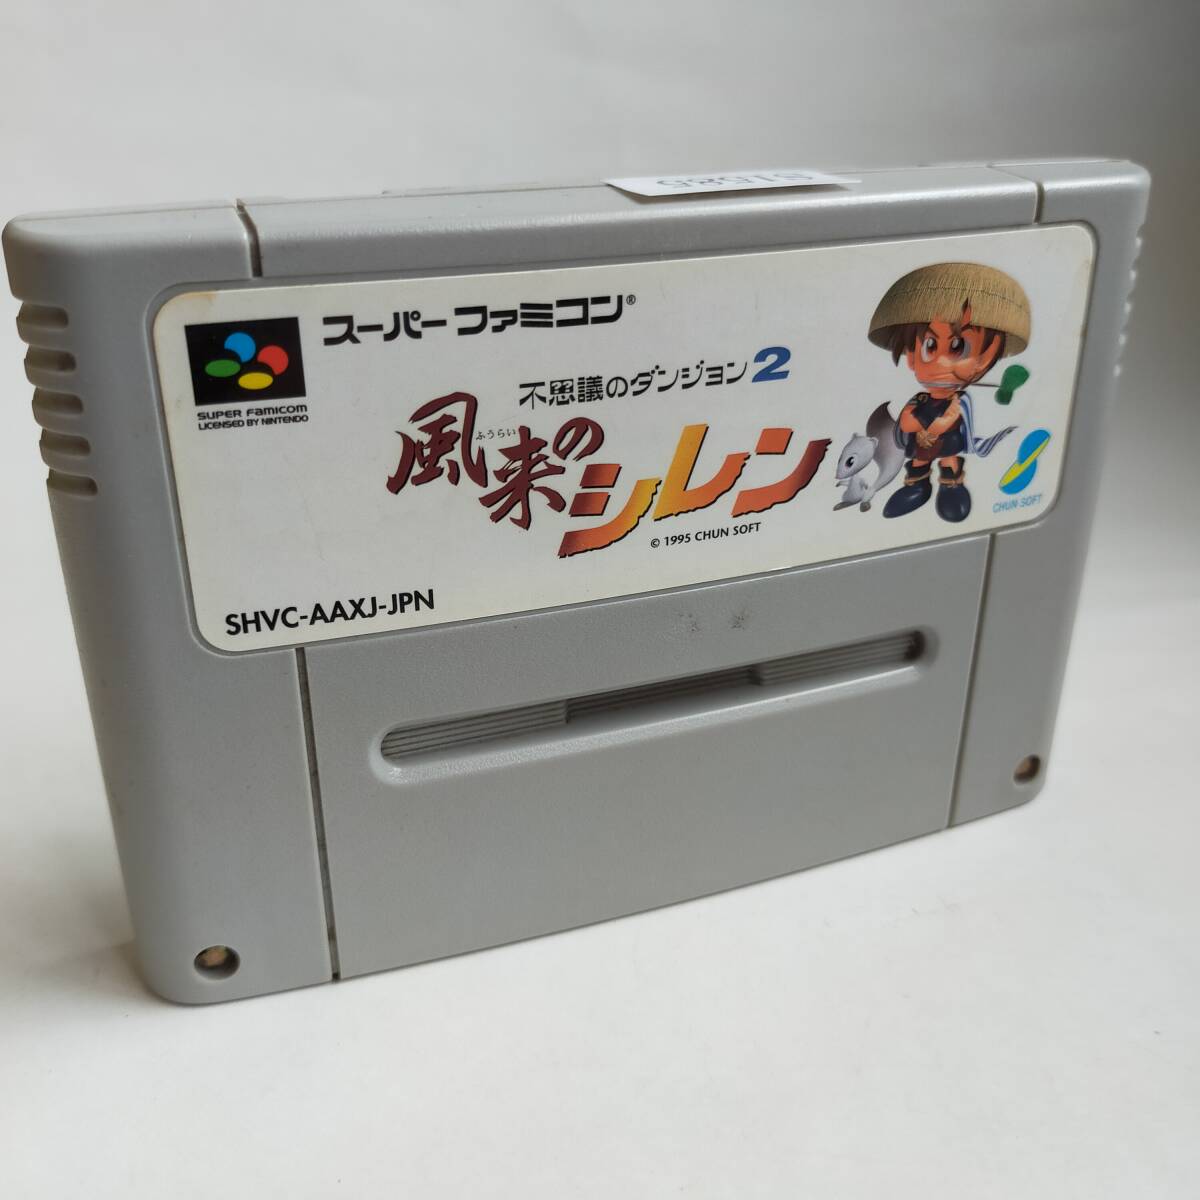 スーパーファミコン®
SUPER FAMICOM
LICENSED BY NINTENDO
不思議のダンジョン2
風来の
ふうらい
シレン
© 1995 CHUN SOFT
CHUN SOFT
SHVC-AAXJ-JPN